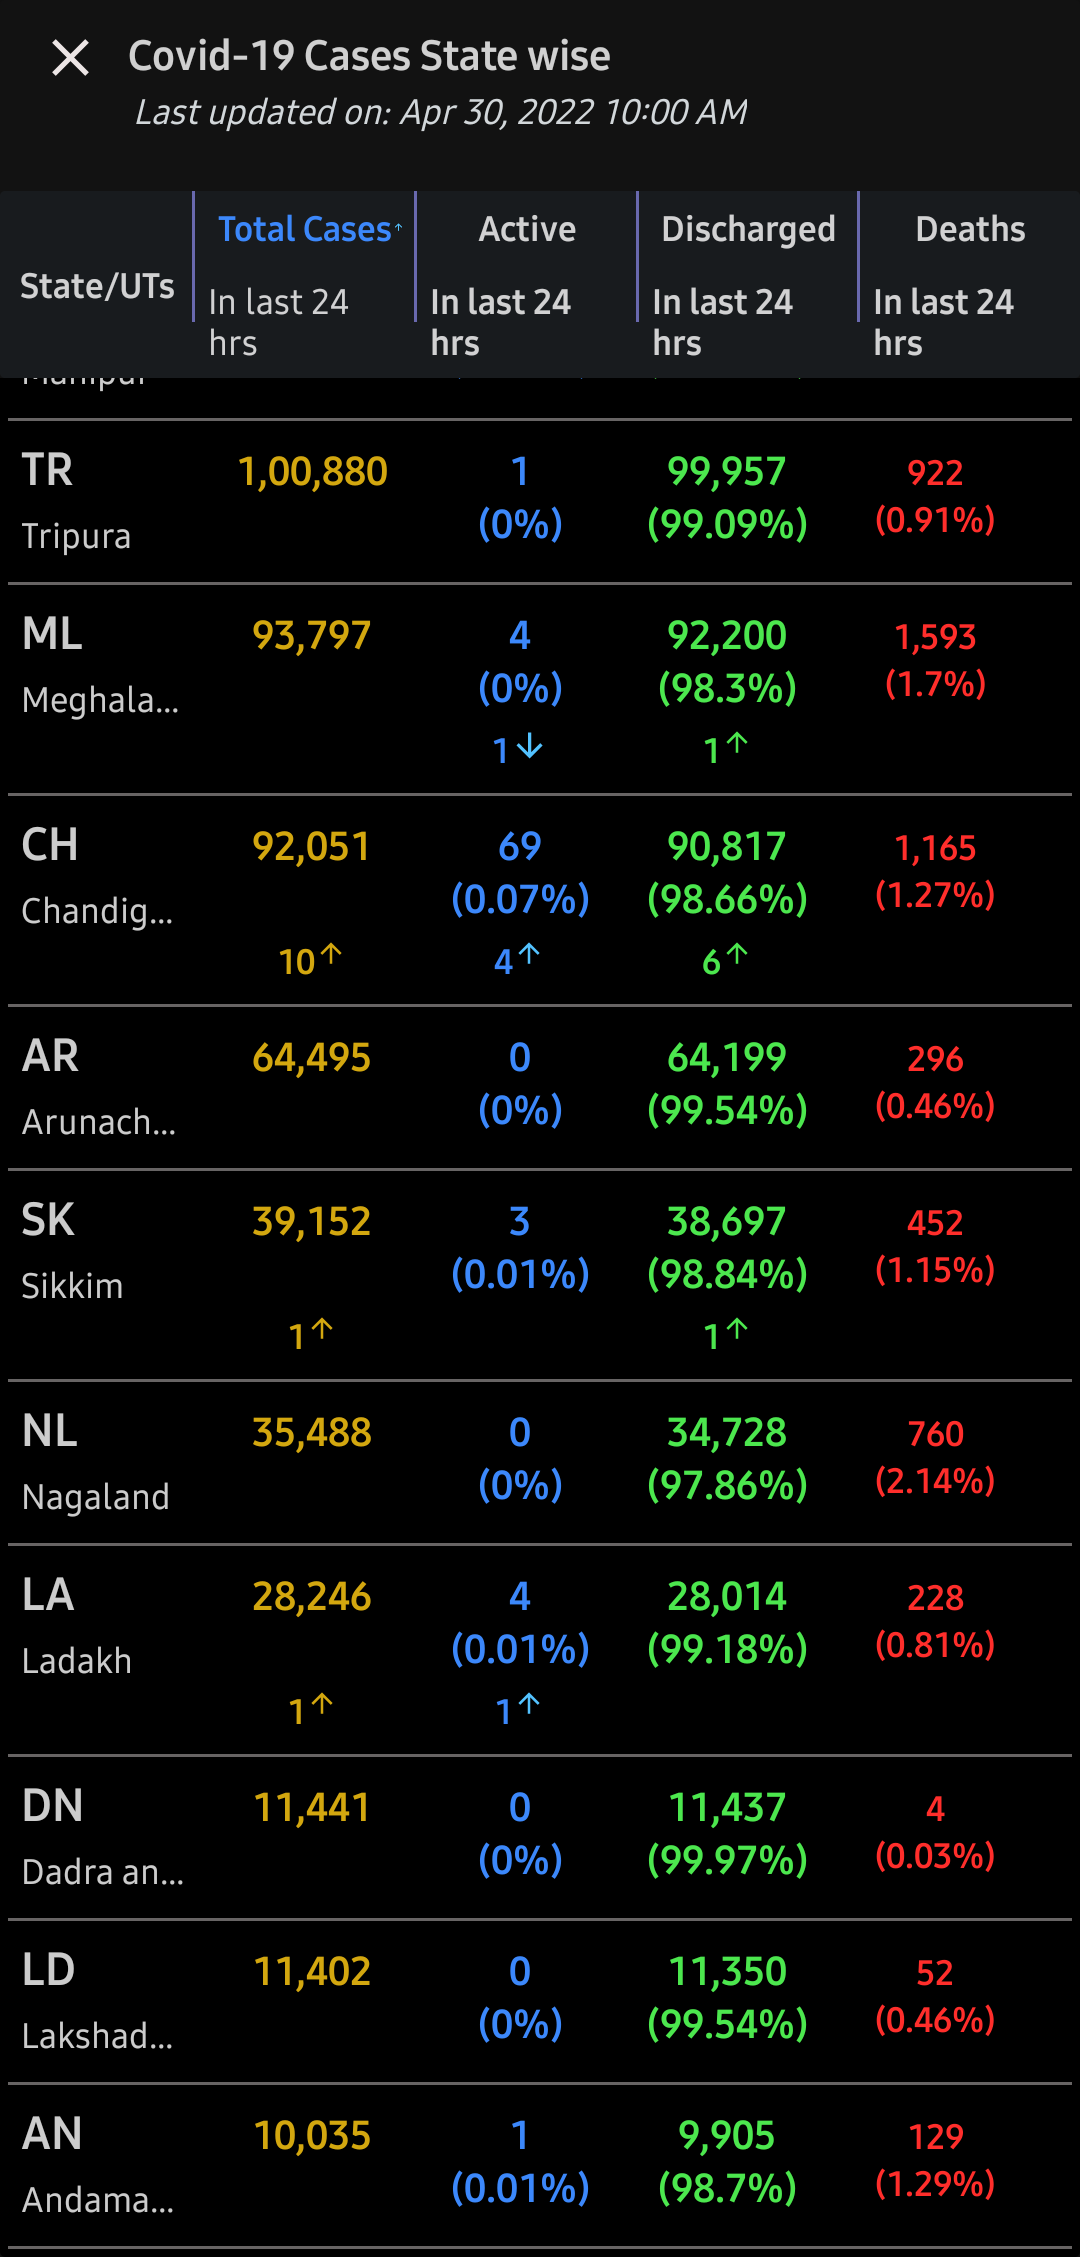 Covid-19 Cases State wise
Last updated on: Apr 30, 2022 10:00 AM
State/UTs
Total Cases↑ Active Discharged Deaths
In last 24 hrs In last 24 hrs In last 24 hrs In last 24 hrs
Manipur
TR 1,00,880 1 99,957 922
Tripura (0%) (99.09%) (0.91%)
ML 93,797 4 92,200 1,593
Meghala... (0%) (98.3%) (1.7%)
1↓ 1↑
CH 92,051 69 90,817 1,165
Chandig... (0.07%) (98.66%) (1.27%)
10↑ 4↑ 6↑
AR 64,495 0 64,199 296
Arunach... (0%) (99.54%) (0.46%)
SK 39,152 3 38,697 452
Sikkim (0.01%) (98.84%) (1.15%)
1↑ 1↑
NL 35,488 0 34,728 760
Nagaland (0%) (97.86%) (2.14%)
LA 28,246 4 28,014 228
Ladakh (0.01%) (99.18%) (0.81%)
1↑ 1↑
DN 11,441 0 11,437 4
Dadra an... (0%) (99.97%) (0.03%)
LD 11,402 0 11,350 52
Lakshad... (0%) (99.54%) (0.46%)
AN 10,035 1 9,905 129
Andama... (0.01%) (98.7%) (1.29%)